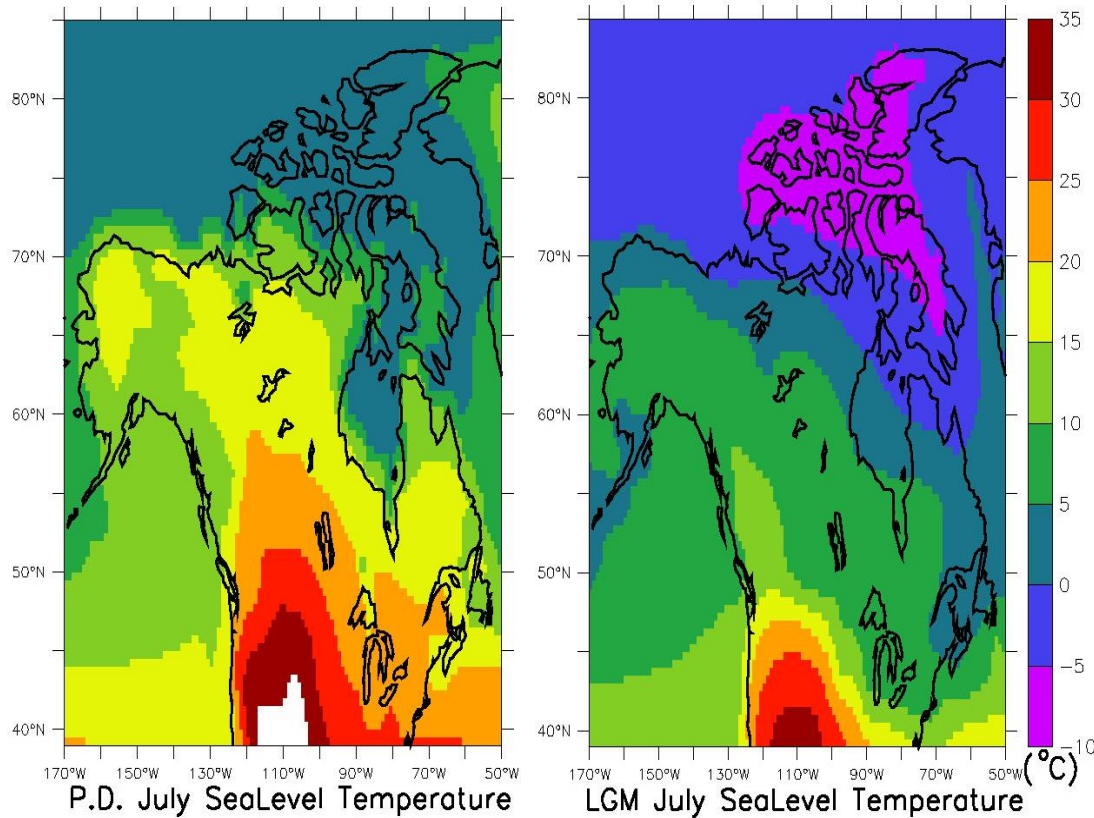 80°N
70°N
60°N
50°N
40°N
170°W 150°W 130°W 110°W 90°W 70°W 50°W
P.D. July SeaLevel Temperature
80°N
70°N
60°N
50°N
40°N
170°W 150°W 130°W 110°W 90°W 70°W 50°W
LGM July SeaLevel Temperature
35
30
25
20
15
10
5
0
−5
−10
(°C)